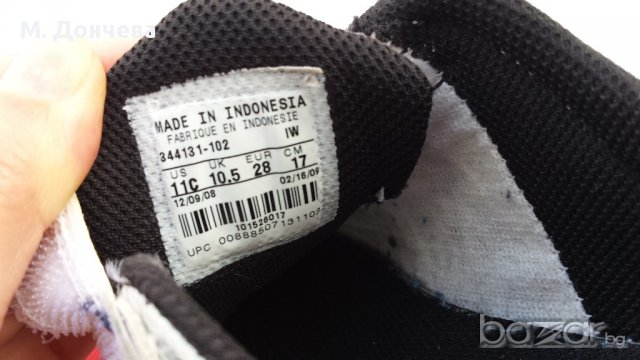 М. Дончева
MADE IN INDONESIA
FABRIQUE EN INDONESIE
344131-102 IW
US UK EUR CM
11C 10.5 28 17
12/09/08 02/16/09
101526017
UPC 00888507131102
bazar.bg